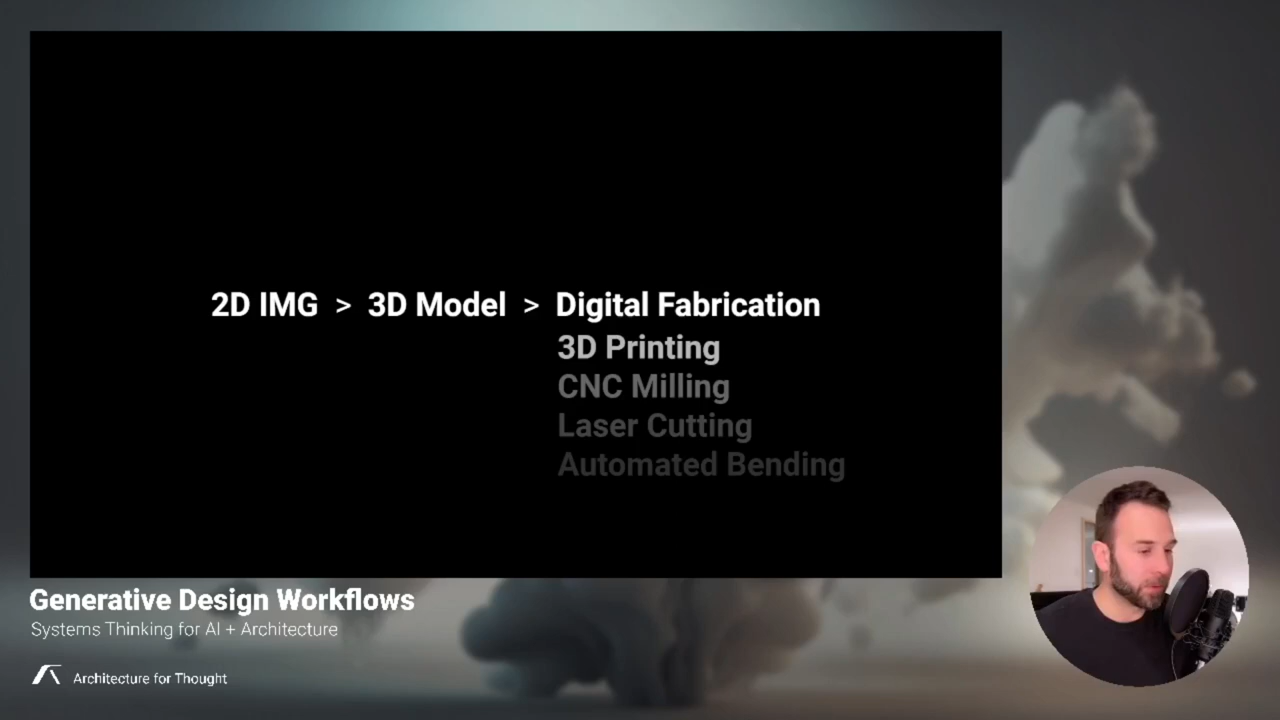 2D IMG > 3D Model > Digital Fabrication
3D Printing
CNC Milling
Laser Cutting
Automated Bending
Generative Design Workflows
Systems Thinking for AI + Architecture
Architecture for Thought